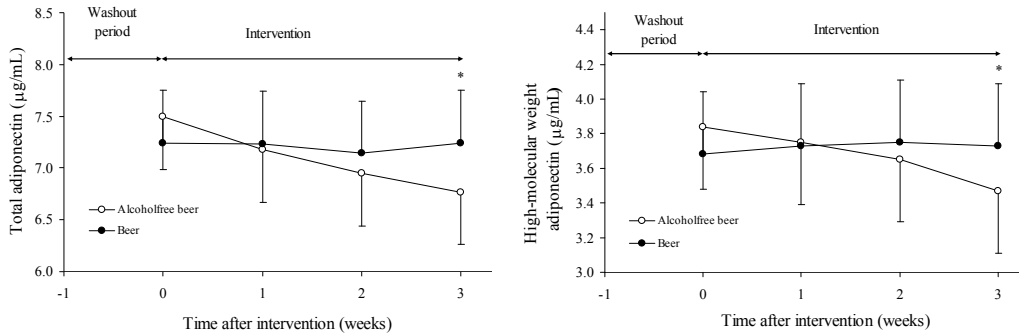 Washout
period
Intervention
*
Total adiponectin (µg/mL)
8.5
8.0
7.5
7.0
6.5
6.0
Alcoholfree beer
Beer
-1 0 1 2 3
Time after intervention (weeks)
Washout
period
Intervention
*
High-molecular weight
adiponectin (µg/mL)
4.4
4.2
4.0
3.8
3.6
3.4
3.2
3.0
Alcoholfree beer
Beer
-1 0 1 2 3
Time after intervention (weeks)